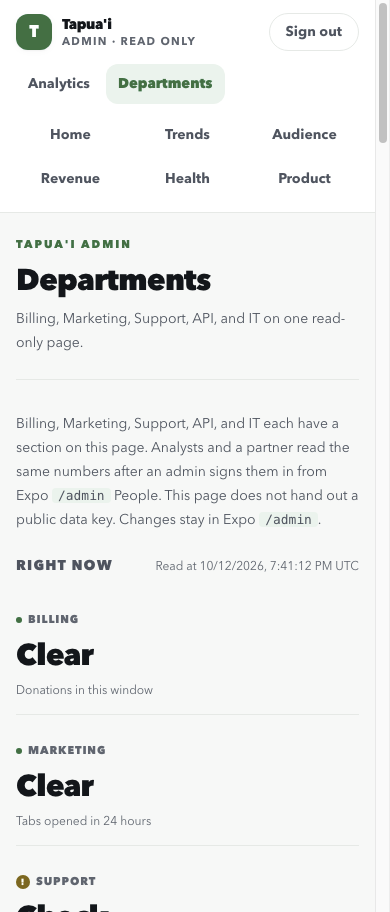 T
Tapua'i
ADMIN · READ ONLY
Sign out
Analytics
Departments
Home
Trends
Audience
Revenue
Health
Product
TAPUA'I ADMIN
Departments
Billing, Marketing, Support, API, and IT on one read-
only page.
Billing, Marketing, Support, API, and IT each have a
section on this page. Analysts and a partner read the
same numbers after an admin signs them in from
Expo /admin People. This page does not hand out a
public data key. Changes stay in Expo /admin.
RIGHT NOW
Read at 10/12/2026, 7:41:12 PM UTC
BILLING
Clear
Donations in this window
MARKETING
Clear
Tabs opened in 24 hours
! SUPPORT
Check